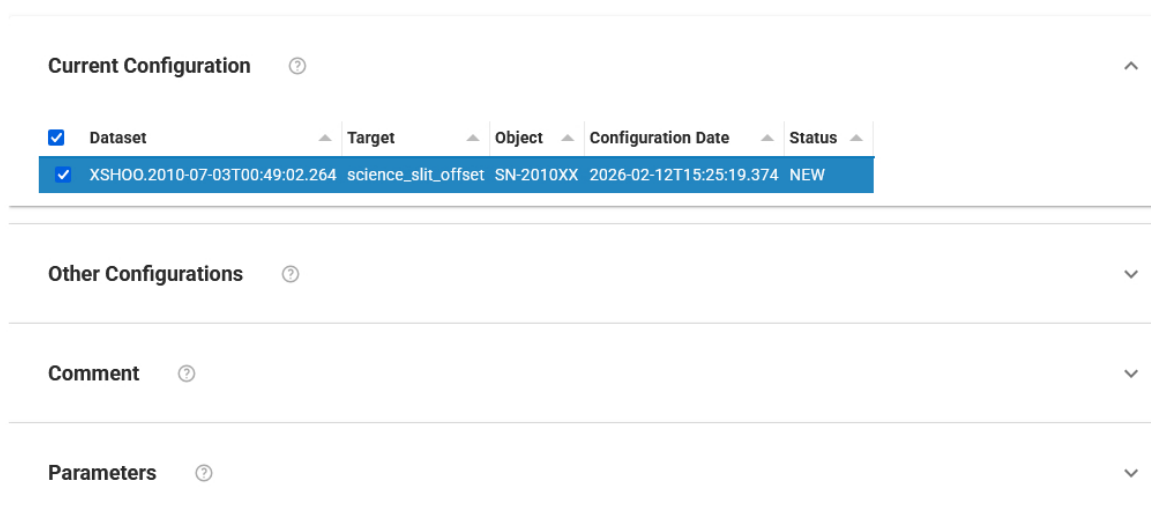 Current Configuration
Dataset Target Object Configuration Date Status
XSHOO.2010-07-03T00:49:02.264 science_slit_offset SN-2010XX 2026-02-12T15:25:19.374 NEW
Other Configurations
Comment
Parameters